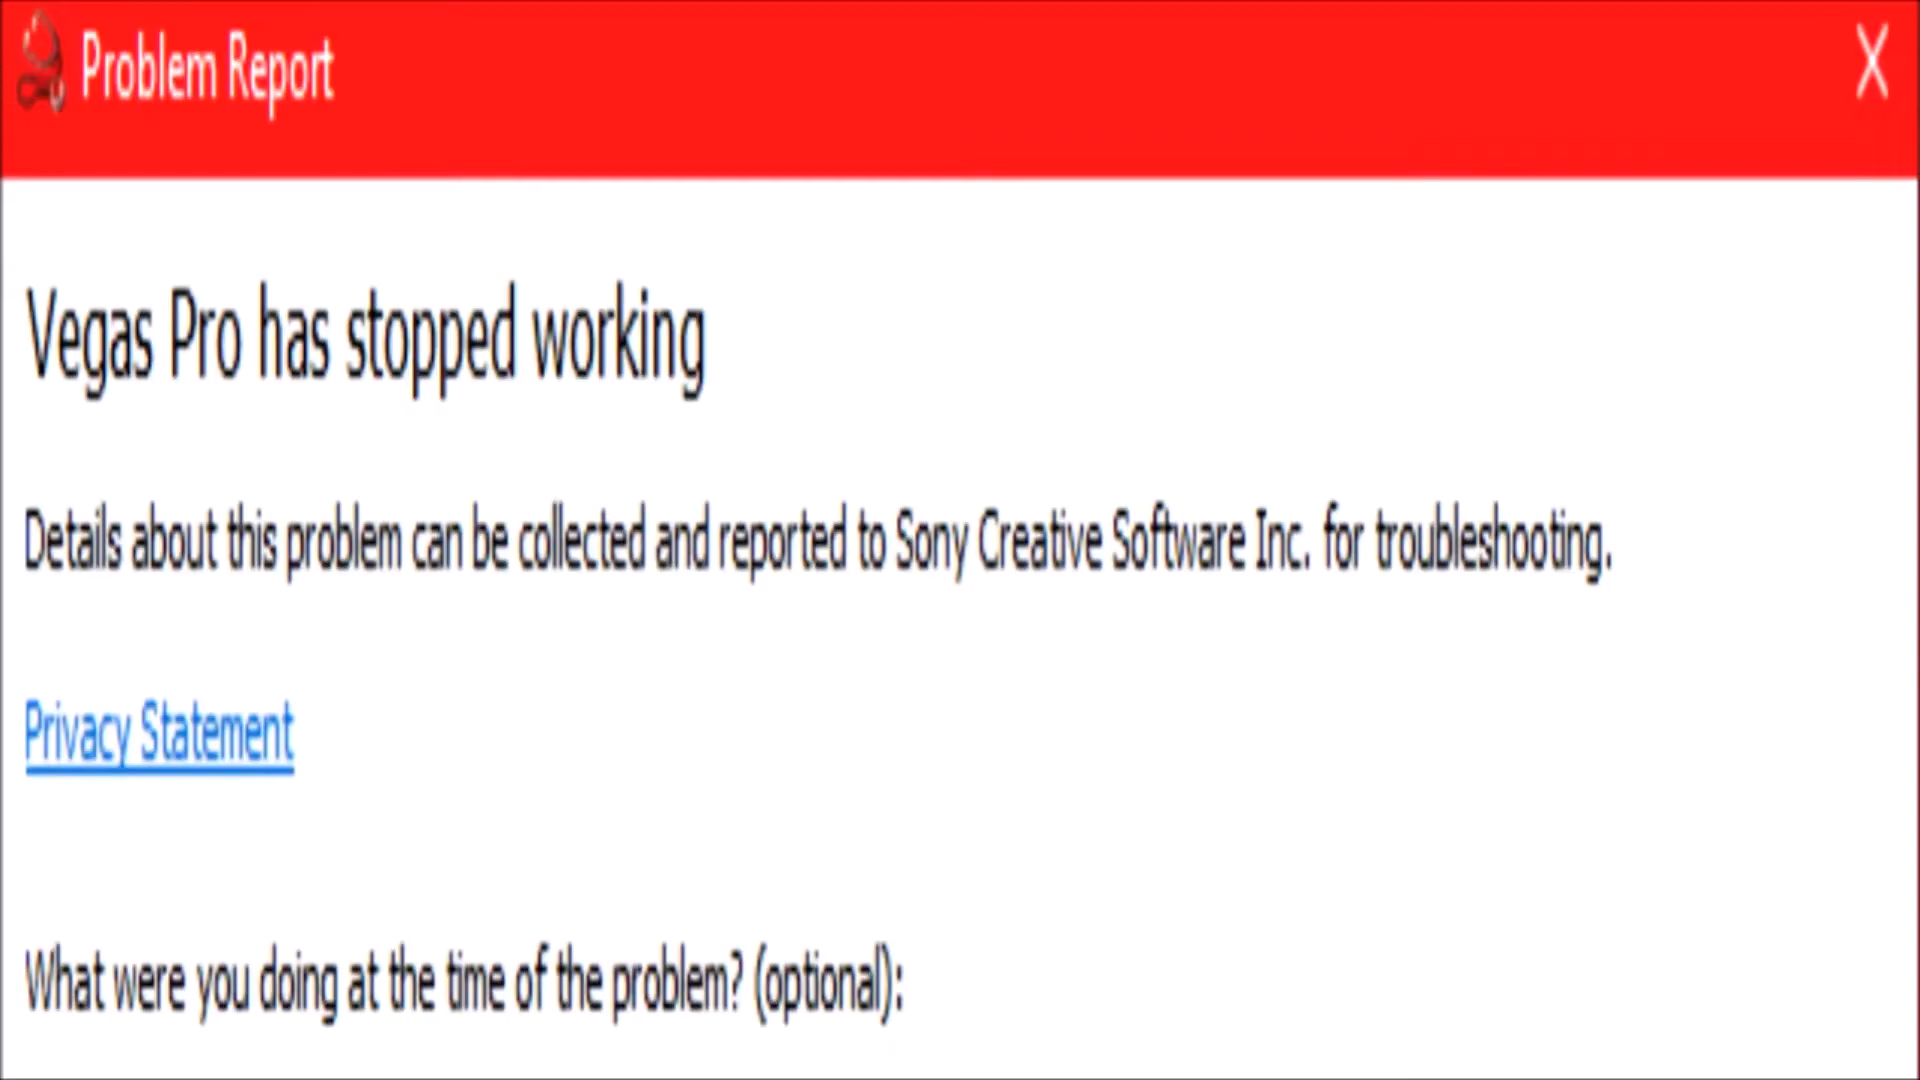 Problem Report
X
Vegas Pro has stopped working
Details about this problem can be collected and reported to Sony Creative Software Inc. for troubleshooting.
Privacy Statement
What were you doing at the time of the problem? (optional):